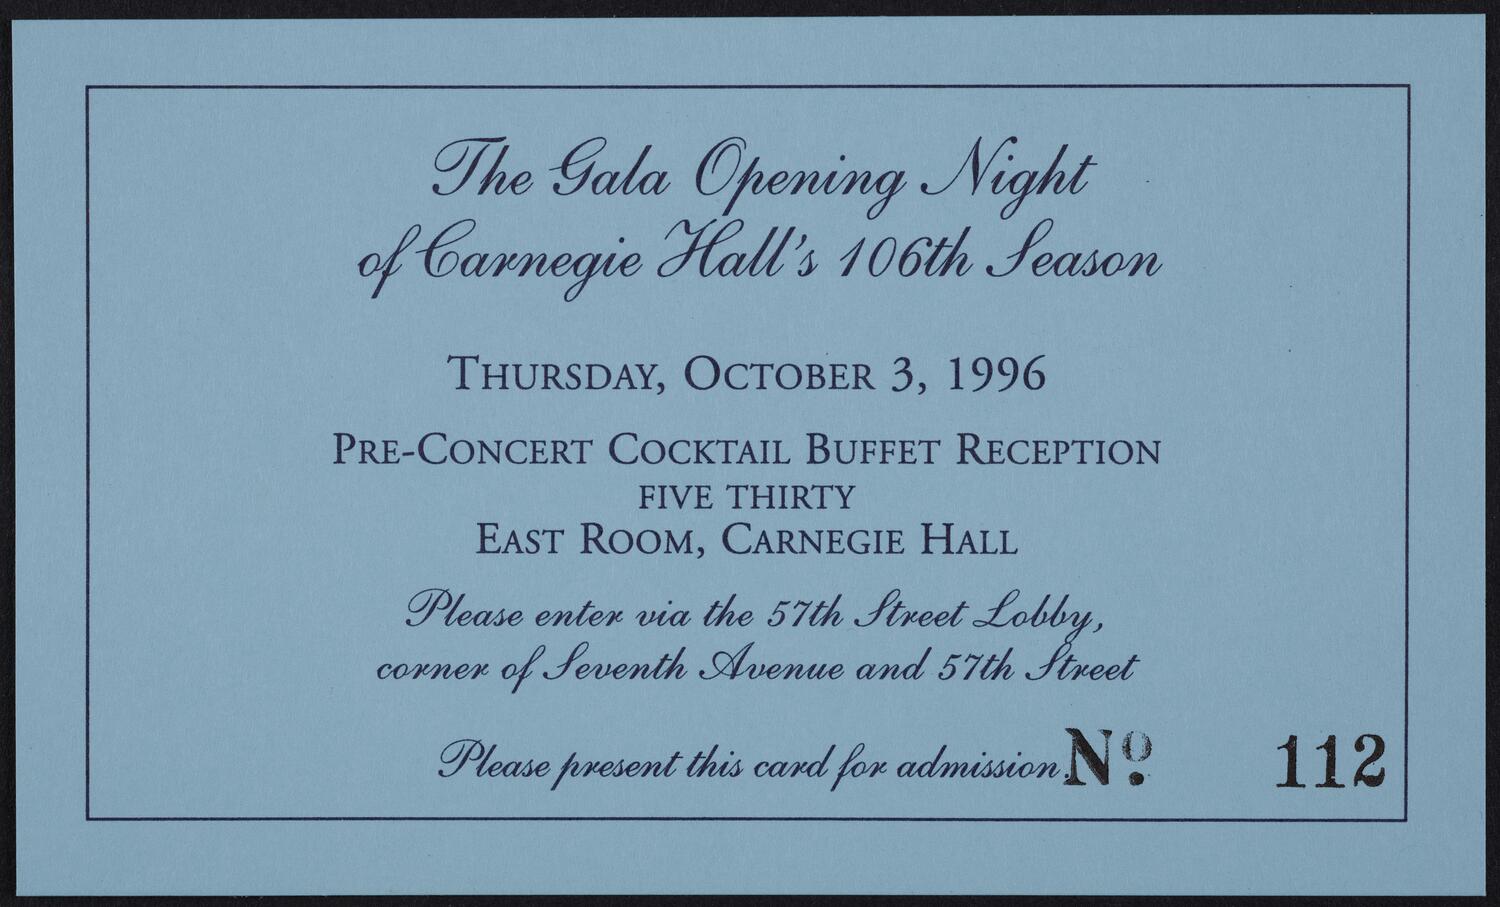 The Gala Opening Night
of Carnegie Hall's 106th Season
THURSDAY, OCTOBER 3, 1996
PRE-CONCERT COCKTAIL BUFFET RECEPTION
FIVE THIRTY
EAST ROOM, CARNEGIE HALL
Please enter via the 57th Street Lobby,
corner of Seventh Avenue and 57th Street
Please present this card for admission. Nº 112